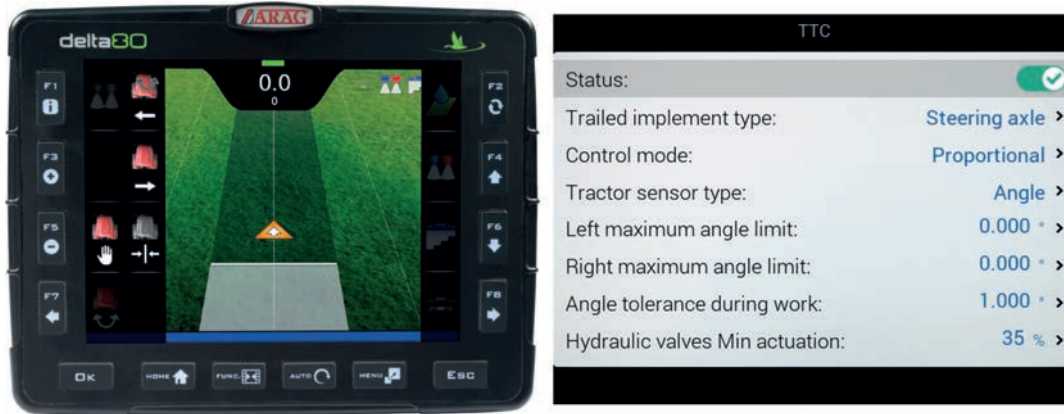 ARAG
delta80
F1
F2
0.0
0
F3
F4
F5
F6
F7
F8
OK
HOME
FUNC.
AUTO
MENU
ESC
TTC
Status:
Trailed implement type: Steering axle
Control mode: Proportional
Tractor sensor type: Angle
Left maximum angle limit: 0.000 °
Right maximum angle limit: 0.000 °
Angle tolerance during work: 1.000 °
Hydraulic valves Min actuation: 35 %